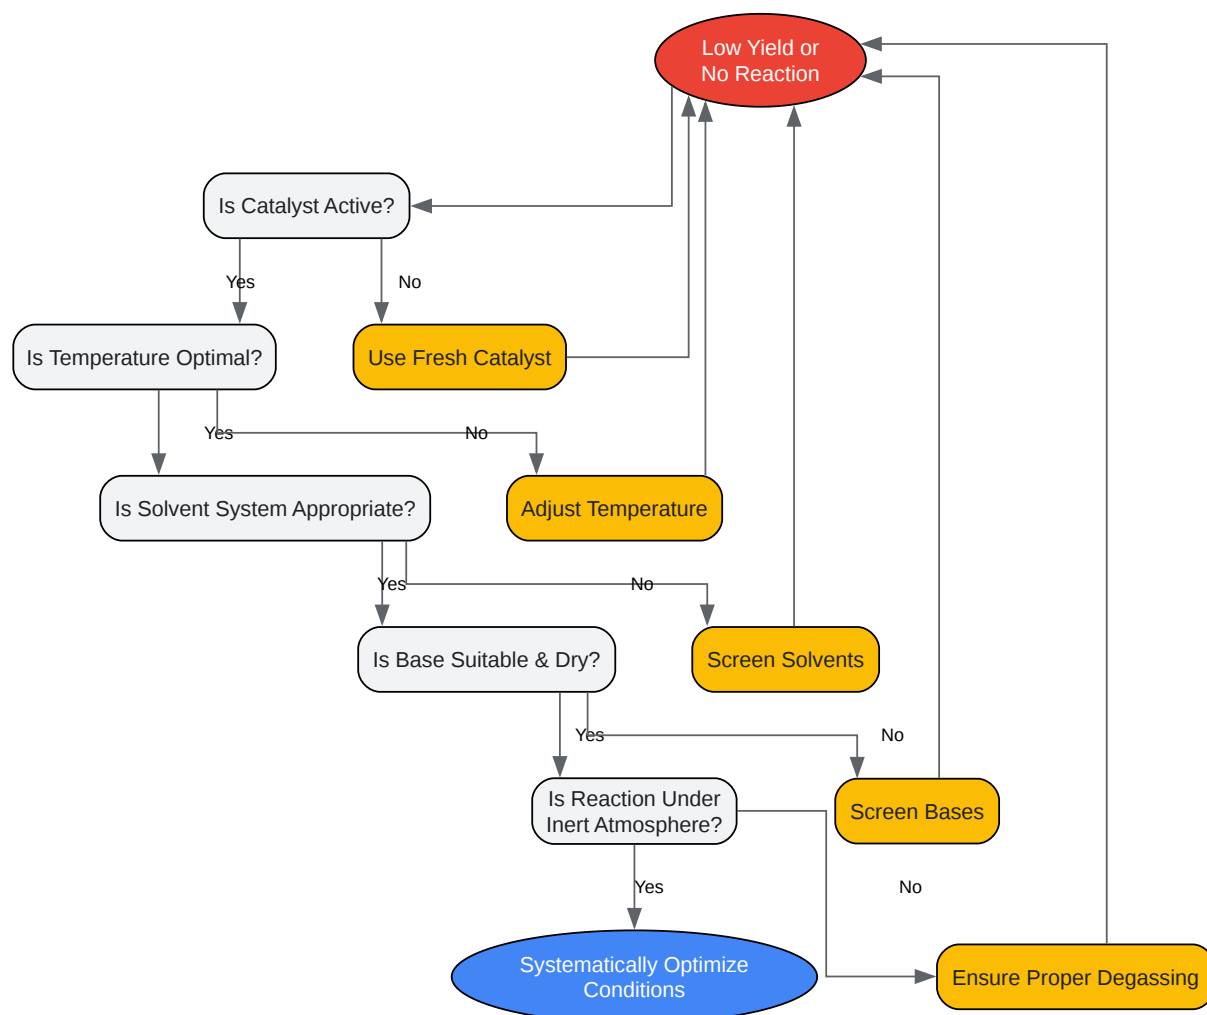 Low Yield or
No Reaction
Is Catalyst Active?
Yes
No
Is Temperature Optimal?
Use Fresh Catalyst
Yes
No
Is Solvent System Appropriate?
Adjust Temperature
Yes
No
Is Base Suitable & Dry?
Screen Solvents
Yes
No
Is Reaction Under
Inert Atmosphere?
Screen Bases
Yes
No
Systematically Optimize
Conditions
Ensure Proper Degassing